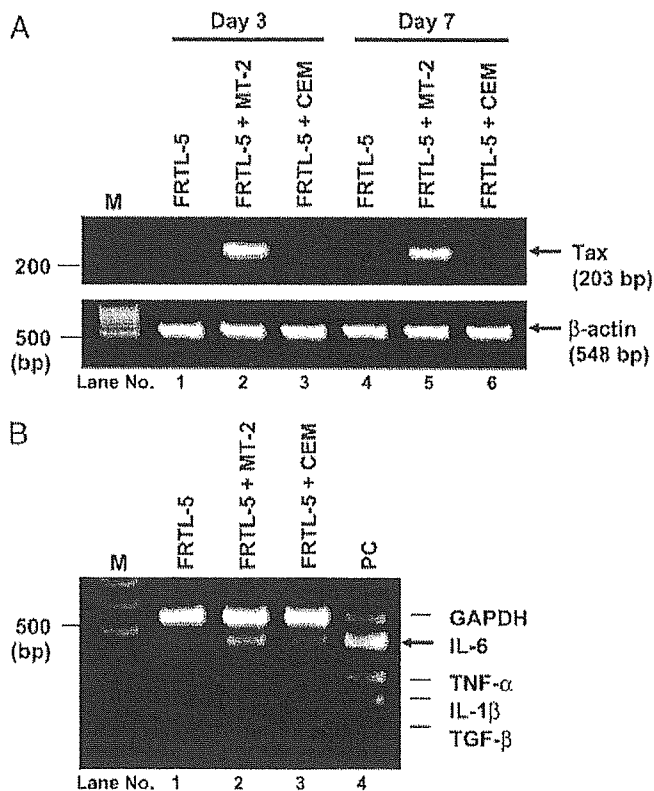 A
Day 3
Day 7
M
FRTL-5
FRTL-5 + MT-2
FRTL-5 + CEM
FRTL-5
FRTL-5 + MT-2
FRTL-5 + CEM
200
Tax
(203 bp)
500
(bp)
β-actin
(548 bp)
Lane No. 1 2 3 4 5 6
B
M
FRTL-5
FRTL-5 + MT-2
FRTL-5 + CEM
PC
500
(bp)
GAPDH
IL-6
TNF-α
IL-1β
TGF-β
Lane No. 1 2 3 4